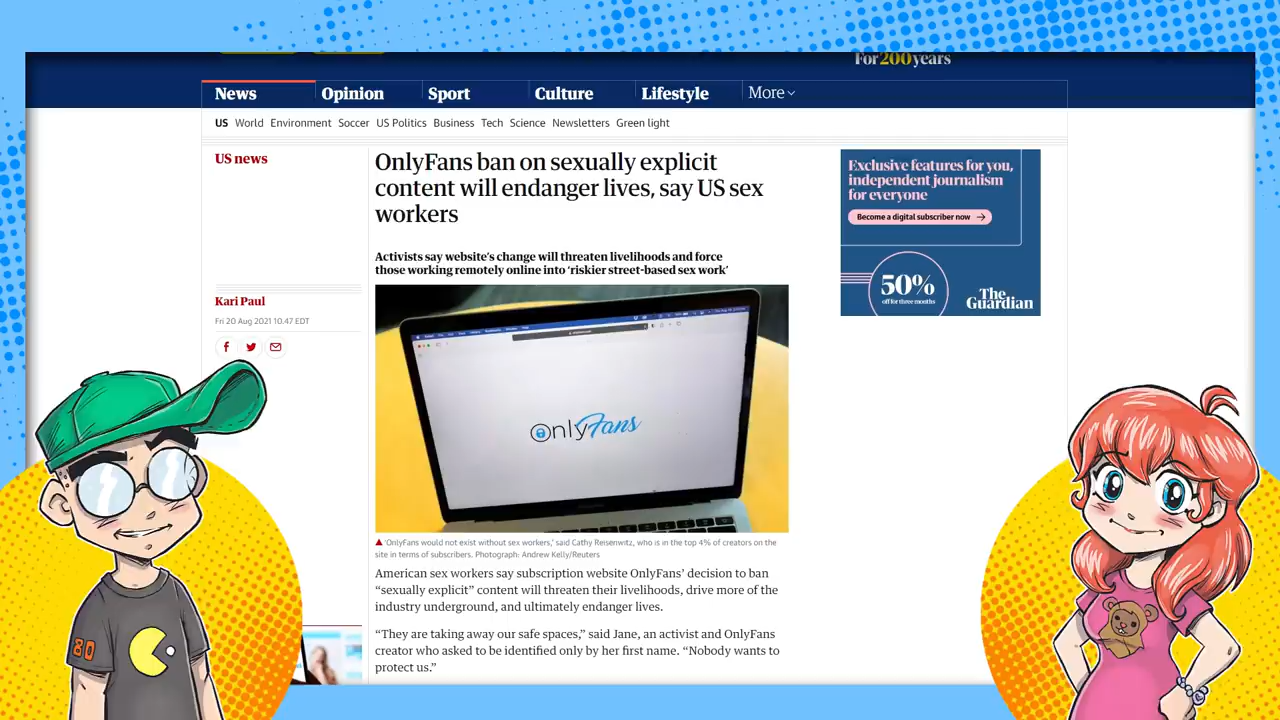 For200years
News
Opinion
Sport
Culture
Lifestyle
More
US World Environment Soccer US Politics Business Tech Science Newsletters Green light
US news
OnlyFans ban on sexually explicit
content will endanger lives, say US sex
workers
Activists say website’s change will threaten livelihoods and force
those working remotely online into ‘riskier street-based sex work’
Kari Paul
Fri 20 Aug 2021 10.47 EDT
Exclusive features for you,
independent journalism
for everyone
Become a digital subscriber now
50%
off for three months
The
Guardian
OnlyFans
‘OnlyFans would not exist without sex workers,’ said Cathy Reisenwitz, who is in the top 4% of creators on the
site in terms of subscribers. Photograph: Andrew Kelly/Reuters
American sex workers say subscription website OnlyFans’ decision to ban
“sexually explicit” content will threaten their livelihoods, drive more of the
industry underground, and ultimately endanger lives.
“They are taking away our safe spaces,” said Jane, an activist and OnlyFans
creator who asked to be identified only by her first name. “Nobody wants to
protect us.”
80